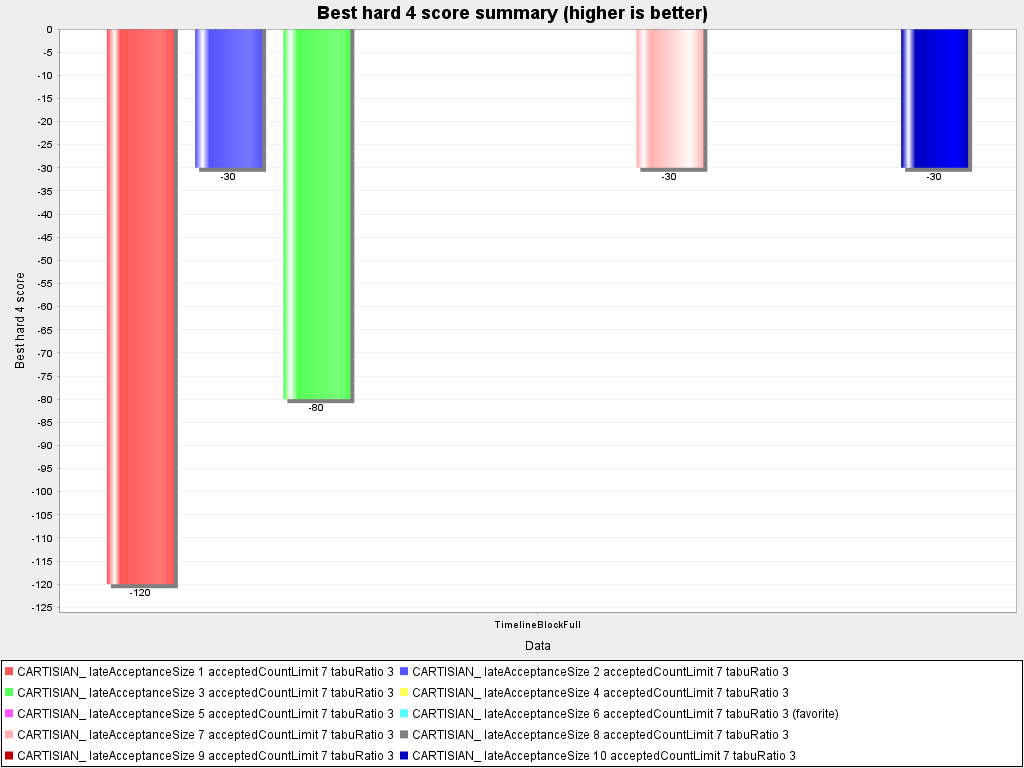 Best hard 4 score summary (higher is better)
0
-5
-10
-15
-20
-25
-30
-35
-40
-45
-50
-55
-60
-65
-70
-75
-80
-85
-90
-95
-100
-105
-110
-115
-120
-125
Best hard 4 score
-120
-30
-80
-30
-30
TimelineBlockFull
Data
CARTISIAN_ lateAcceptanceSize 1 acceptedCountLimit 7 tabuRatio 3
CARTISIAN_ lateAcceptanceSize 2 acceptedCountLimit 7 tabuRatio 3
CARTISIAN_ lateAcceptanceSize 3 acceptedCountLimit 7 tabuRatio 3
CARTISIAN_ lateAcceptanceSize 4 acceptedCountLimit 7 tabuRatio 3
CARTISIAN_ lateAcceptanceSize 5 acceptedCountLimit 7 tabuRatio 3
CARTISIAN_ lateAcceptanceSize 6 acceptedCountLimit 7 tabuRatio 3 (favorite)
CARTISIAN_ lateAcceptanceSize 7 acceptedCountLimit 7 tabuRatio 3
CARTISIAN_ lateAcceptanceSize 8 acceptedCountLimit 7 tabuRatio 3
CARTISIAN_ lateAcceptanceSize 9 acceptedCountLimit 7 tabuRatio 3
CARTISIAN_ lateAcceptanceSize 10 acceptedCountLimit 7 tabuRatio 3